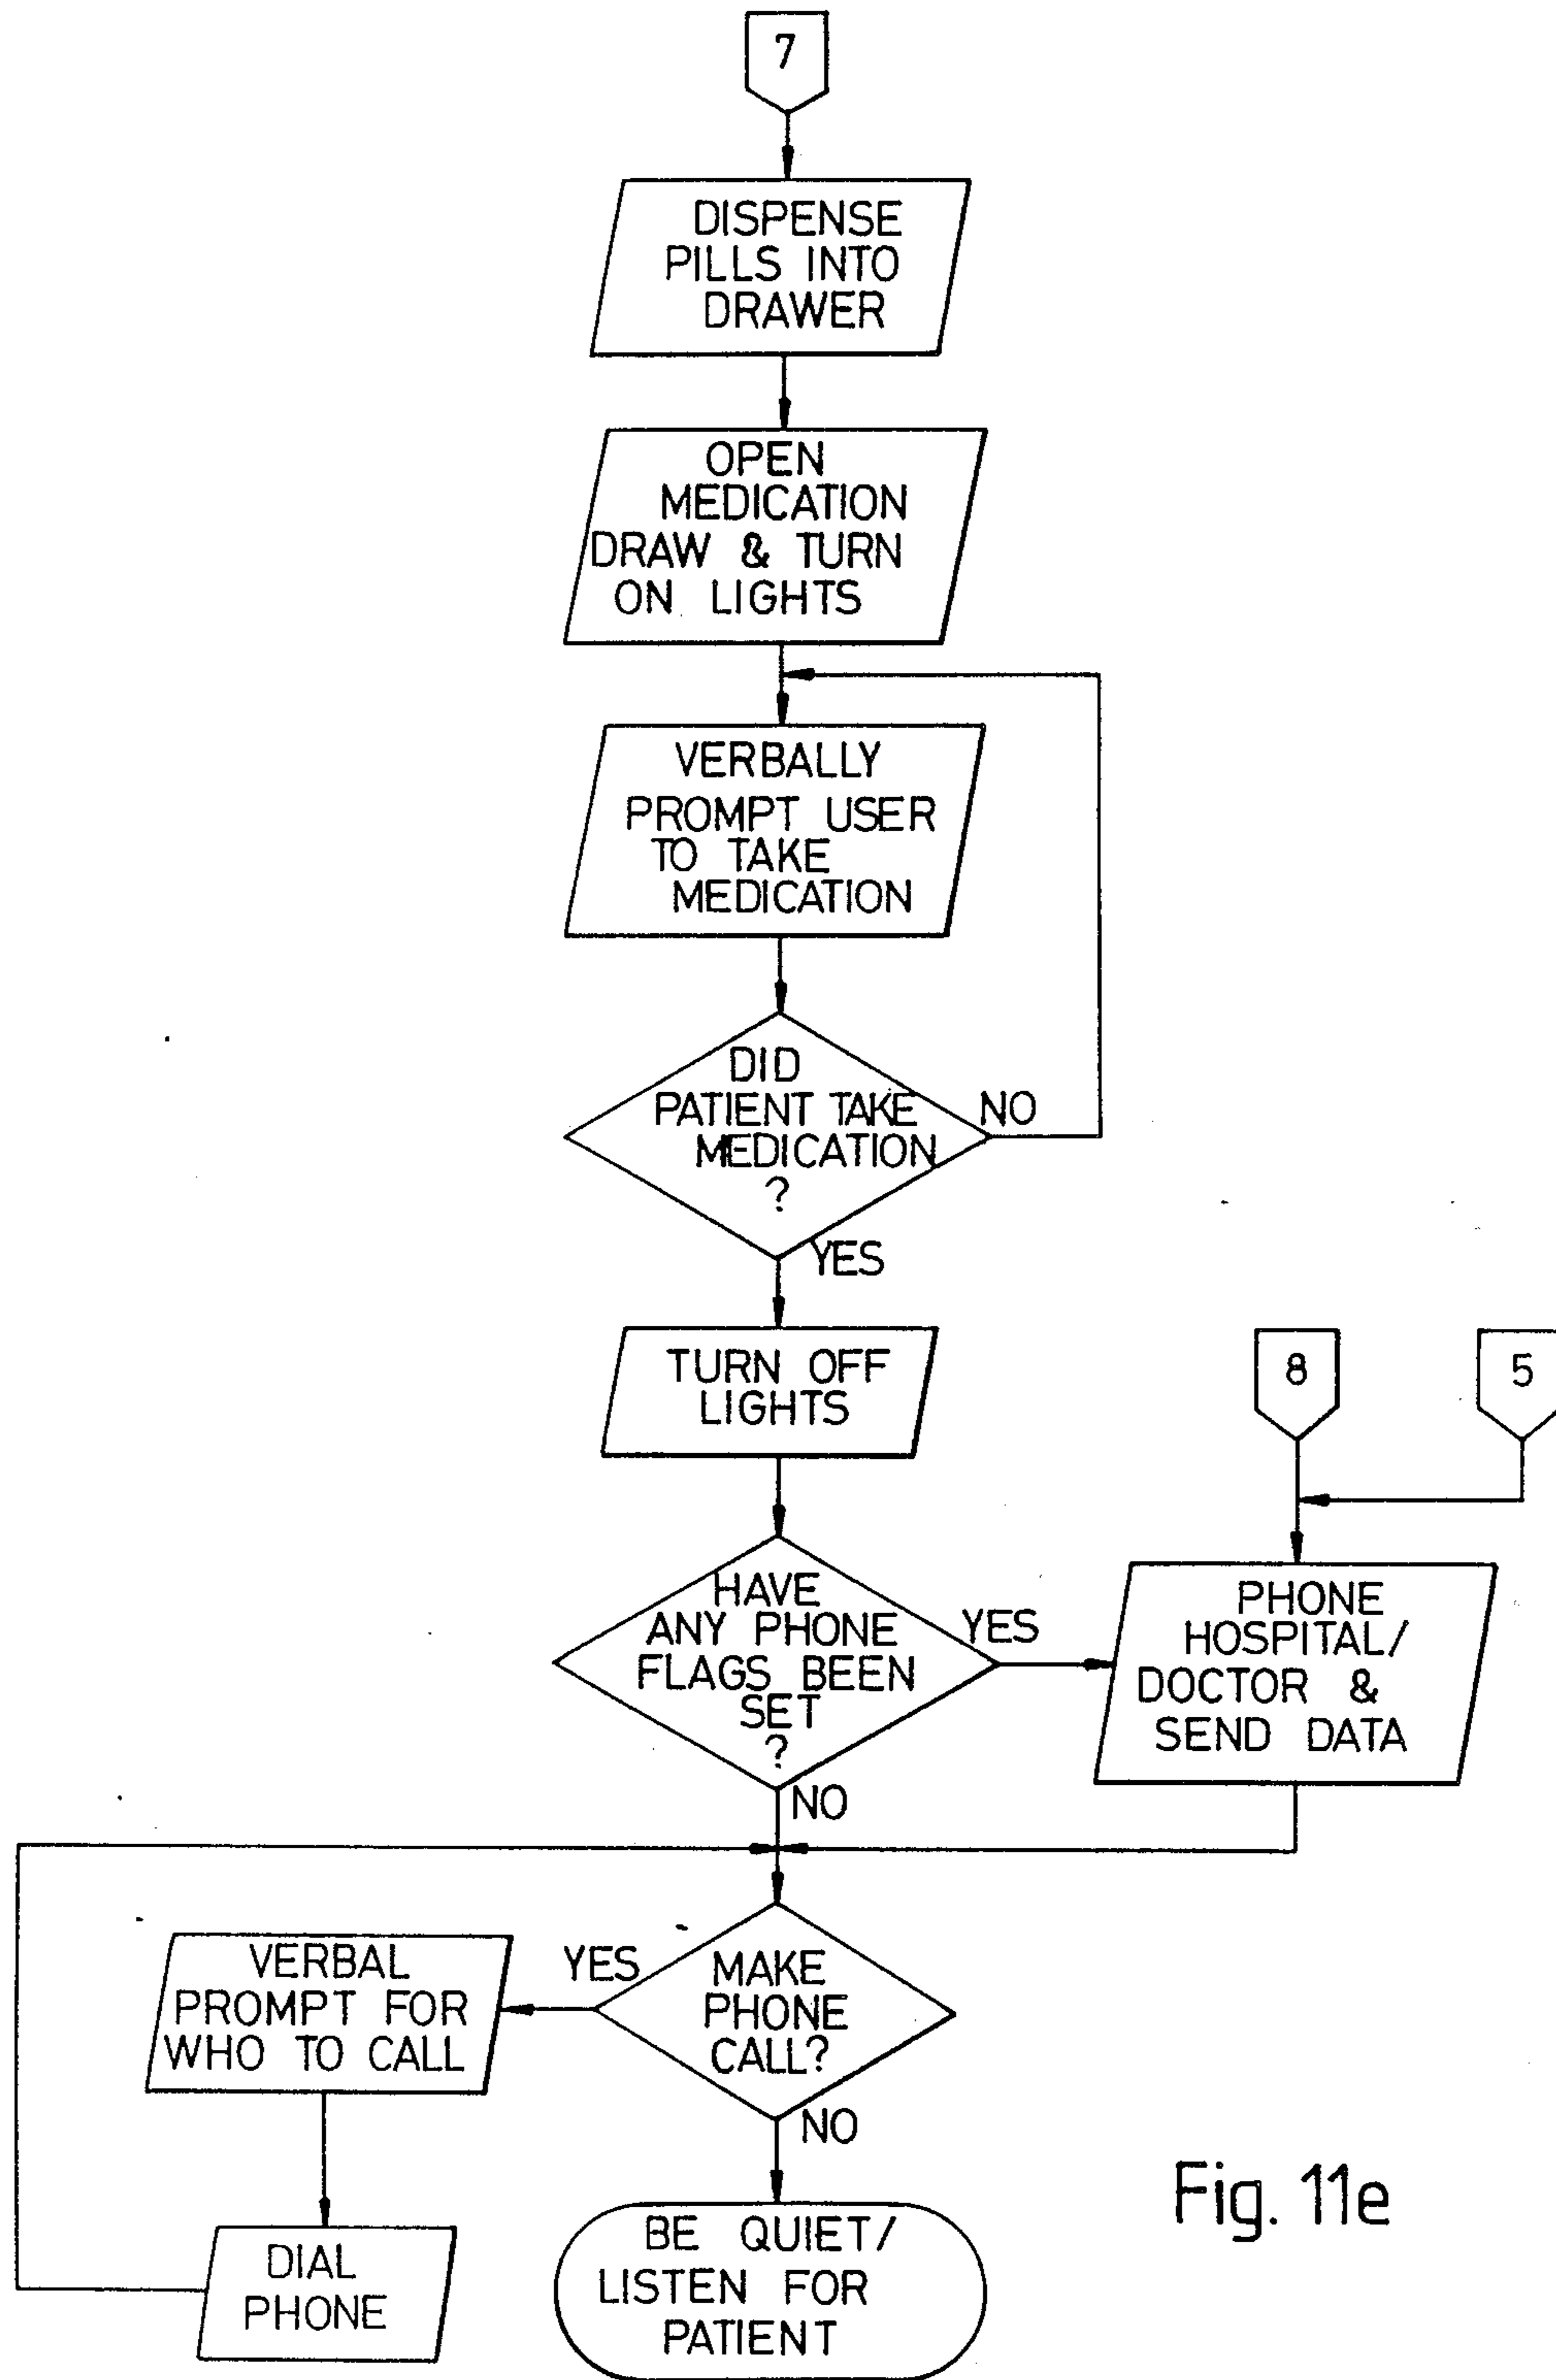 7
DISPENSE
PILLS INTO
DRAWER
OPEN
MEDICATION
DRAW & TURN
ON LIGHTS
VERBALLY
PROMPT USER
TO TAKE
MEDICATION
DID
PATIENT TAKE
MEDICATION
?
NO
YES
TURN OFF
LIGHTS
8
5
HAVE
ANY PHONE
FLAGS BEEN
SET
?
YES
NO
PHONE
HOSPITAL/
DOCTOR &
SEND DATA
MAKE
PHONE
CALL?
YES
NO
VERBAL
PROMPT FOR
WHO TO CALL
DIAL
PHONE
BE QUIET/
LISTEN FOR
PATIENT
Fig. 11e